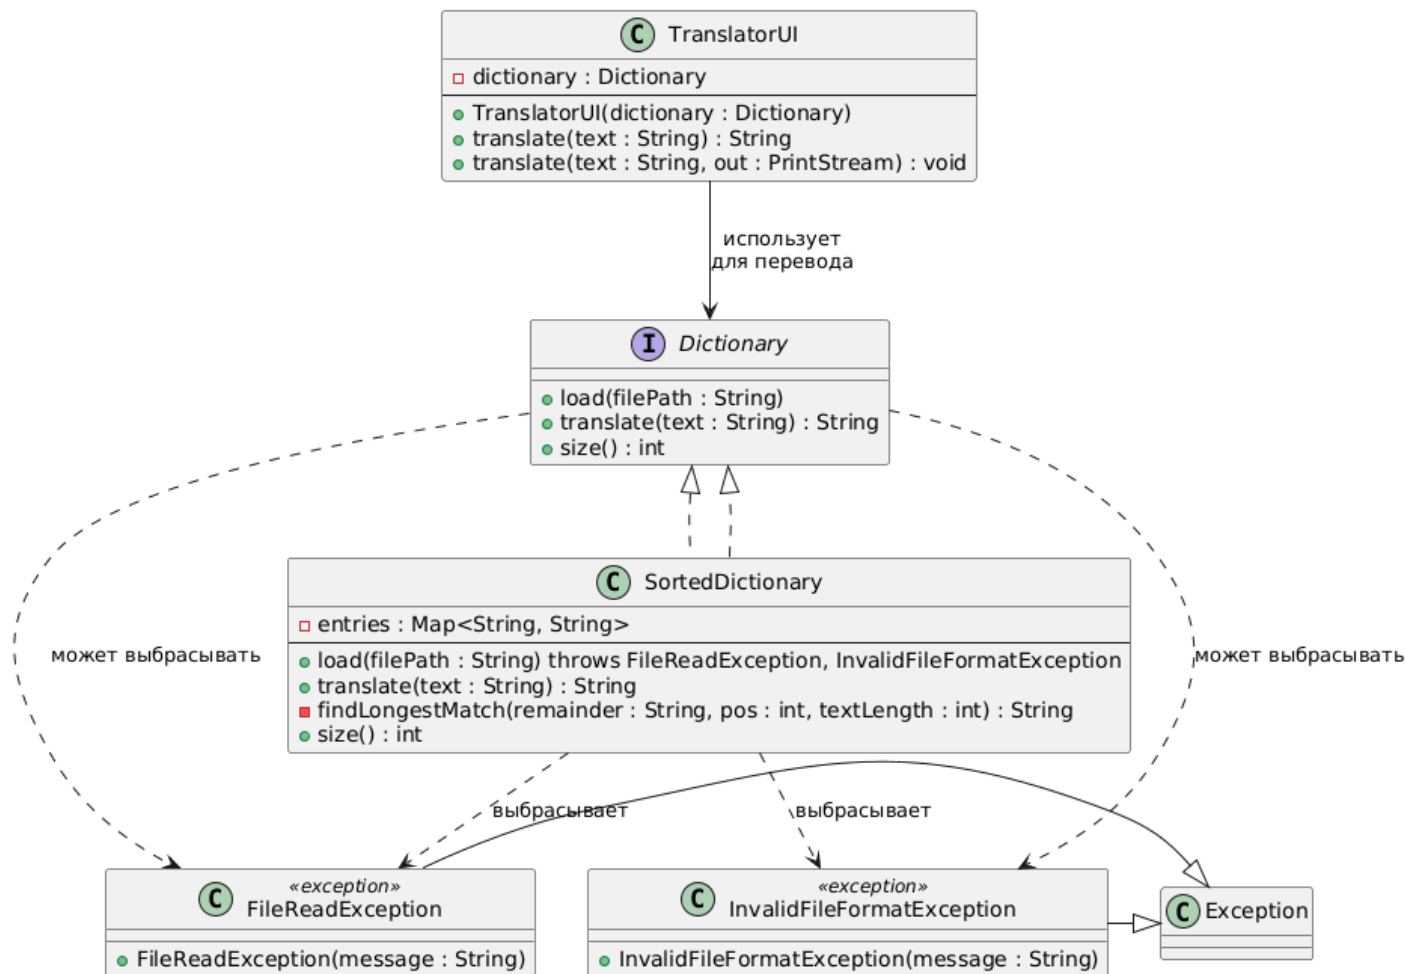 C TranslatorUI
dictionary : Dictionary
TranslatorUI(dictionary : Dictionary)
translate(text : String) : String
translate(text : String, out : PrintStream) : void
использует
для перевода
I Dictionary
load(filePath : String)
translate(text : String) : String
size() : int
C SortedDictionary
entries : Map<String, String>
load(filePath : String) throws FileReadException, InvalidFileFormatException
translate(text : String) : String
findLongestMatch(remainder : String, pos : int, textLength : int) : String
size() : int
может выбрасывать
может выбрасывать
выбрасывает
выбрасывает
C «exception»
FileReadException
FileReadException(message : String)
C «exception»
InvalidFileFormatException
InvalidFileFormatException(message : String)
C Exception